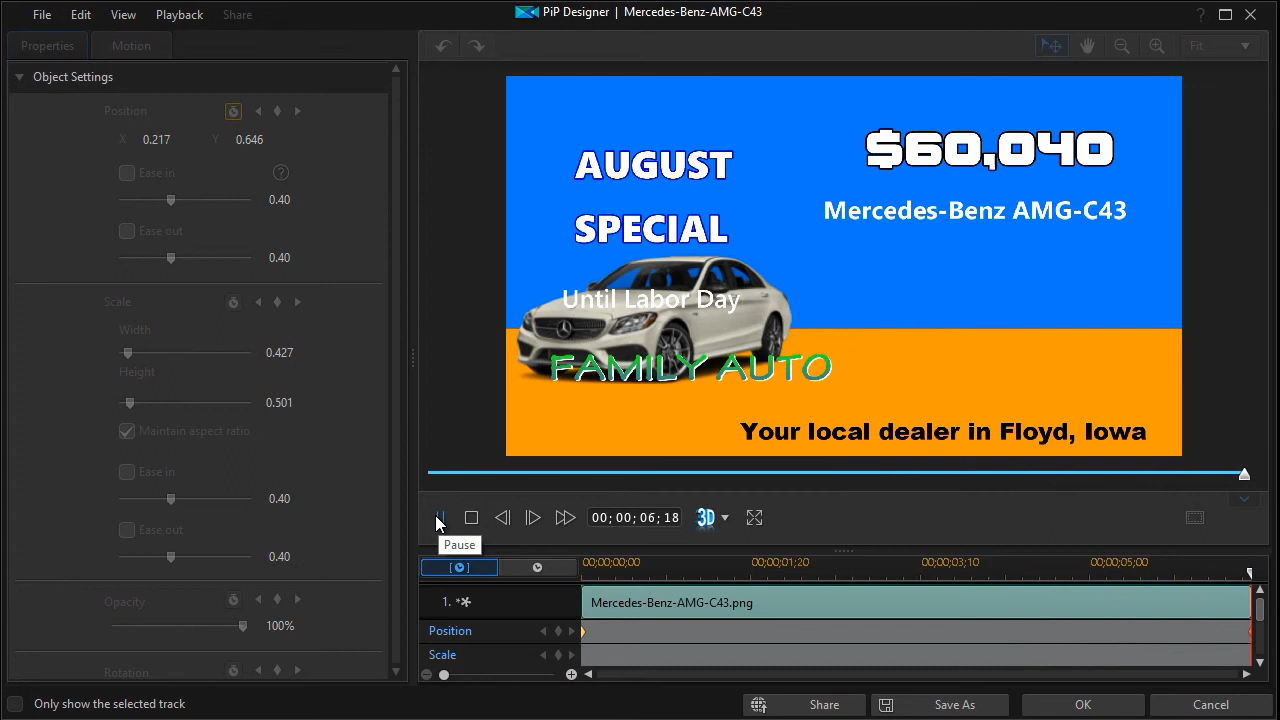 File Edit View Playback Share
PiP Designer | Mercedes-Benz-AMG-C43
?
Properties Motion
Fit
Object Settings
Position
X 0.217 Y 0.646
Ease in ?
0.40
Ease out
0.40
Scale
Width
0.427
Height
0.501
Maintain aspect ratio
Ease in
0.40
Ease out
0.40
Opacity
100%
Rotation
AUGUST
SPECIAL
$60,040
Mercedes-Benz AMG-C43
Until Labor Day
FAMILY AUTO
Your local dealer in Floyd, Iowa
00; 00; 06; 18
3D
Pause
00;00;00;00 00;00;01;20 00;00;03;10 00;00;05;00
1. Mercedes-Benz-AMG-C43.png
Position
Scale
Only show the selected track
Share Save As OK Cancel